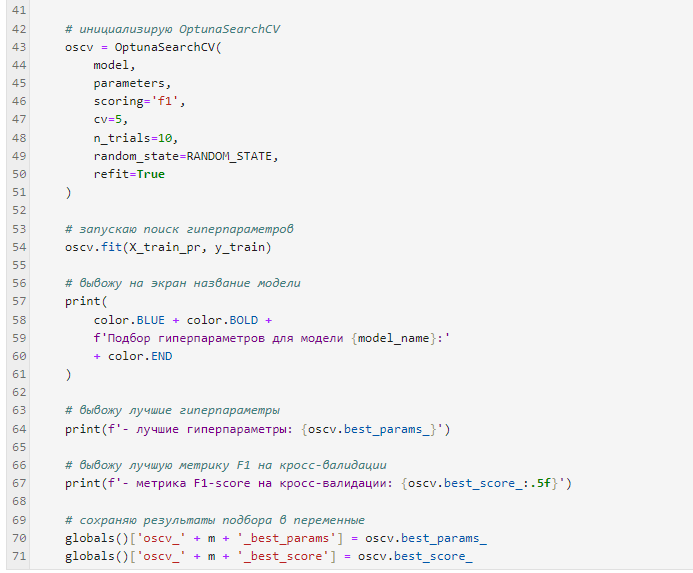 41
42 # инициализирую OptunaSearchCV
43 oscv = OptunaSearchCV(
44 model,
45 parameters,
46 scoring='f1',
47 cv=5,
48 n_trials=10,
49 random_state=RANDOM_STATE,
50 refit=True
51 )
52
53 # запускаю поиск гиперпараметров
54 oscv.fit(X_train_pr, y_train)
55
56 # вывожу на экран название модели
57 print(
58 color.BLUE + color.BOLD +
59 f'Подбор гиперпараметров для модели {model_name}:'
60 + color.END
61 )
62
63 # вывожу лучшие гиперпараметры
64 print(f'- лучшие гиперпараметры: {oscv.best_params_}')
65
66 # вывожу лучшую метрику F1 на кросс-валидации
67 print(f'- метрика F1-score на кросс-валидации: {oscv.best_score_:.5f}')
68
69 # сохраняю результаты подбора в переменные
70 globals()['oscv_' + m + '_best_params'] = oscv.best_params_
71 globals()['oscv_' + m + '_best_score'] = oscv.best_score_